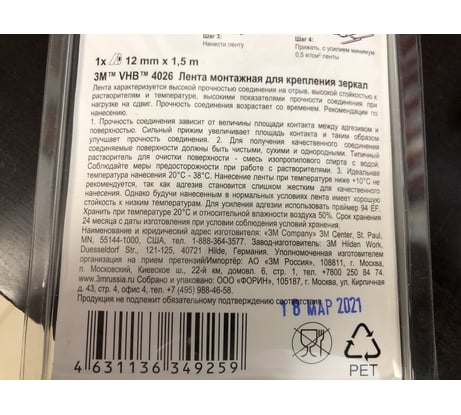 Шаг 3:
Нанести ленту
Шаг 4:
Прижать, с усилием минимум
0,5 кг/см² ленты
1x 12 mm x 1,5 m
3M™ VHB™ 4026 Лента монтажная для крепления зеркал
Лента характеризуется высокой прочностью соединения на отрыв, высокой стойкостью к
растворителям и температуре, высокими показателями прочности соединения при
нагрузке на сдвиг. Прочность соединения возрастает со временем. Рекомендации по
нанесению:
1. Прочность соединения зависит от величины площади контакта между адгезивом и
поверхностью. Сильный прижим увеличивает площадь контакта и таким образом
улучшает прочность соединения. 2. Для получения качественного соединения
соединяемые поверхности должны быть чистыми, сухими и однородными. Типичный
раствор для очистки поверхности - смесь изопропилового спирта с водой.
Соблюдайте меры предосторожности при работе с растворителями. 3. Идеальная
температура нанесения 20°C - 38°C. Нанесение ленты при температуре ниже +10°C не
рекомендуется, так как адгезив становится слишком жестким для качественного
нанесения. Однако будучи нанесенным в нормальных условиях лента имеет хорошую
стойкость к низким температурам. Для усиления адгезии используйте праймер 94 EF.
Хранить при температуре 20°C и относительной влажности воздуха 50%. Срок хранения
24 месяца с даты изготовления при условии соблюдения условий хранения.
Наименование и юридический адрес изготовителя: «3M Company» 3M Center, St. Paul,
MN, 55144-1000, США, тел. 1-888-364-3577. Завод-изготовитель: 3M Hilden Work,
Duesseldorf Str., 121-125, 40721 Hilde, Германия. Уполномоченная изготовителем
организация на принятие претензий/Импортёр: АО «3М Россия», 108811, г. Москва,
п. Московский, Киевское ш., 22-й км, домовл. 6, стр. 1, тел. +7800 250 84 74.
www.3mrussia.ru Собрано и упаковано: ООО «ФОРИН», 105187, г. Москва, ул. Кирпичная
д. 43, стр. 4, офис 6, тел. +7 (495) 988-46-58.
Продукция не подлежит обязательному подтверждению соответствия.
18 МАР 2021
4 631136 349259
PET